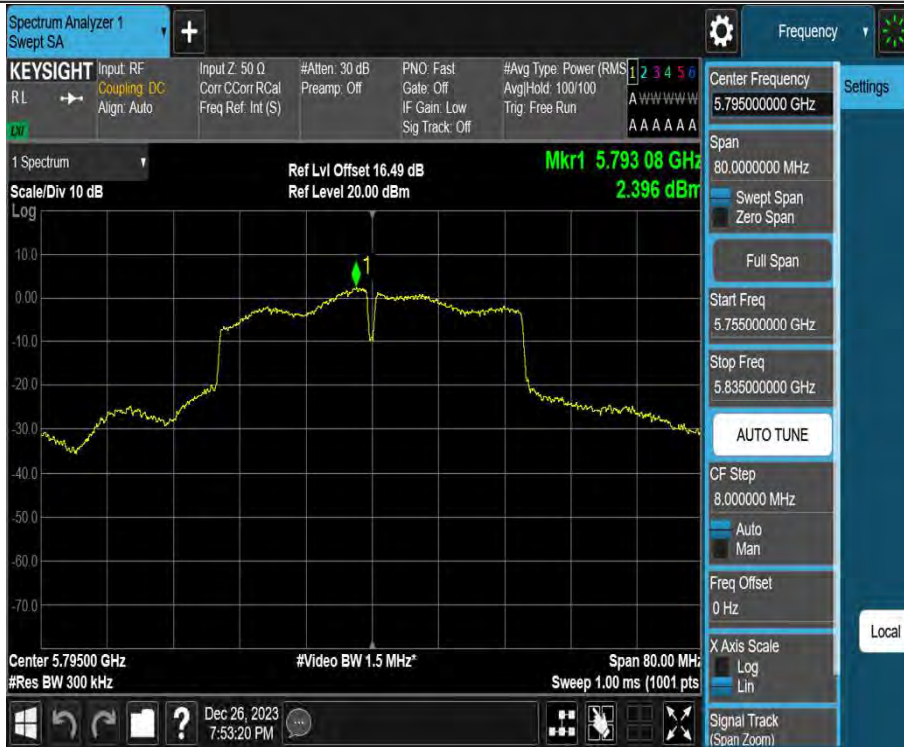 Spectrum Analyzer 1
Swept SA
+
Frequency
KEYSIGHT
RL
LXI
Input: RF
Coupling: DC
Align: Auto
Input Z: 50 Ω
Corr CCorr RCal
Freq Ref: Int (S)
#Atten: 30 dB
Preamp: Off
PNO: Fast
Gate: Off
IF Gain: Low
Sig Track: Off
#Avg Type: Power (RMS
Avg|Hold: 100/100
Trig: Free Run
1 2 3 4 5 6
A W W W W W
A A A A A A
Center Frequency
5.795000000 GHz
Settings
1 Spectrum
Scale/Div 10 dB
Ref Lvl Offset 16.49 dB
Ref Level 20.00 dBm
Mkr1 5.793 08 GHz
2.396 dBm
Span
80.0000000 MHz
Swept Span
Zero Span
Full Span
Start Freq
5.755000000 GHz
Stop Freq
5.835000000 GHz
AUTO TUNE
CF Step
8.000000 MHz
Auto
Man
Freq Offset
0 Hz
X Axis Scale
Log
Lin
Local
Signal Track
(Span Zoom)
Log
10.0
0.00
-10.0
-20.0
-30.0
-40.0
-50.0
-60.0
-70.0
1
Center 5.79500 GHz
#Res BW 300 kHz
#Video BW 1.5 MHz*
Span 80.00 MHz
Sweep 1.00 ms (1001 pts
?
Dec 26, 2023
7:53:20 PM